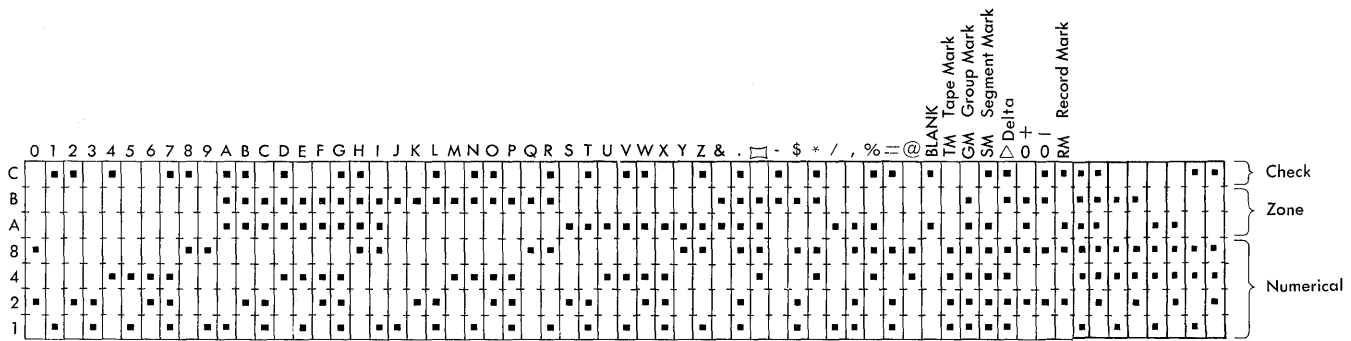 Tape Mark
Group Mark
Segment Mark
Record Mark
0 1 2 3 4 5 6 7 8 9 A B C D E F G H I J K L M N O P Q R S T U V W X Y Z & . ⌑ - $ * / , % = @ BLANK TM GM SM △ Delta 0 + 0 - RM
C Check
B
Zone
A
8
4
Numerical
2
1